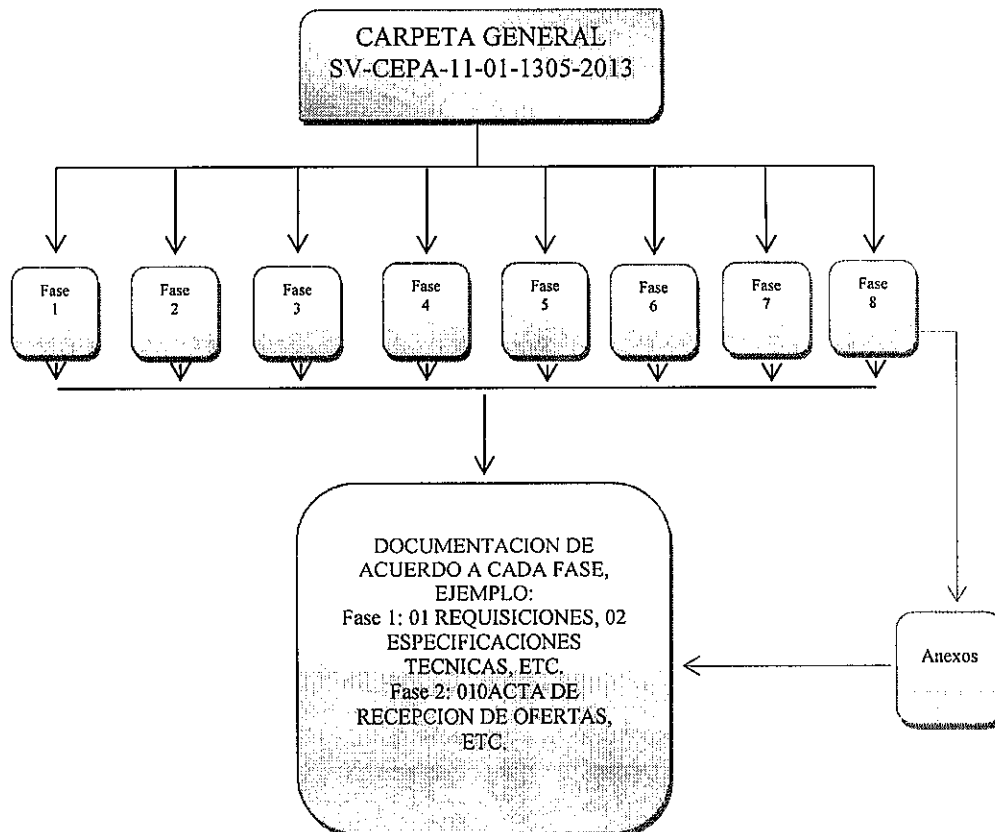 CARPETA GENERAL
SV-CEPA-11-01-1305-2013
Fase
1
Fase
2
Fase
3
Fase
4
Fase
5
Fase
6
Fase
7
Fase
8
DOCUMENTACION DE
ACUERDO A CADA FASE,
EJEMPLO:
Fase 1: 01 REQUISICIONES, 02
ESPECIFICACIONES
TECNICAS, ETC.
Fase 2: 010ACTA DE
RECEPCION DE OFERTAS,
ETC.
Anexos